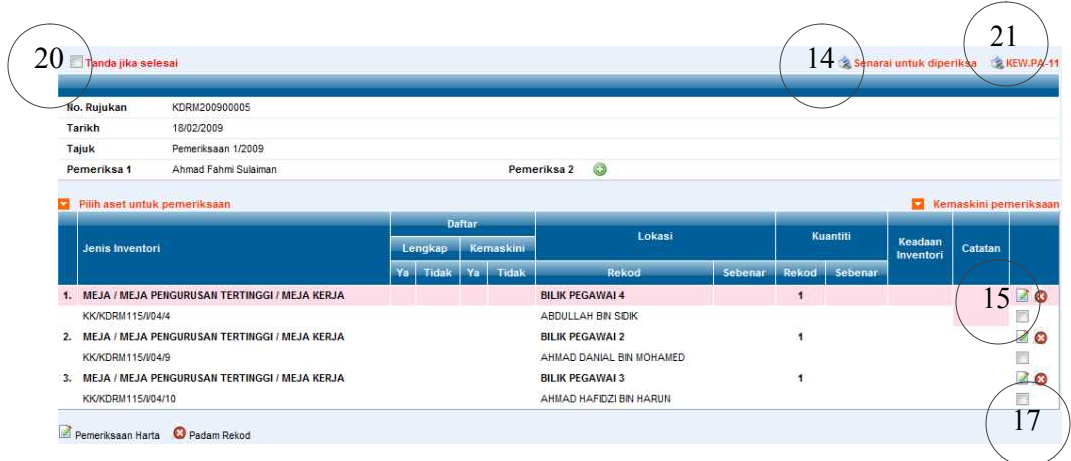 20 Tanda jika selesai 14 Senarai untuk diperiksa 21 KEW.PA-11
No. Rujukan KDRM200900005
Tarikh 18/02/2009
Tajuk Pemeriksaan 1/2009
Pemeriksa 1 Ahmad Fahmi Sulaiman Pemeriksa 2
Pilih aset untuk pemeriksaan Kemaskini pemeriksaan
Jenis Inventori Daftar Lokasi Kuantiti Keadaan Inventori Catatan
Lengkap Kemaskini
Ya Tidak Ya Tidak Rekod Sebenar Rekod Sebenar
1. MEJA / MEJA PENGURUSAN TERTINGGI / MEJA KERJA BILIK PEGAWAI 4 1 15
KK/KDRM115/I/04/4 ABDULLAH BIN SIDIK
2. MEJA / MEJA PENGURUSAN TERTINGGI / MEJA KERJA BILIK PEGAWAI 2 1
KK/KDRM115/I/04/9 AHMAD DANIAL BIN MOHAMED
3. MEJA / MEJA PENGURUSAN TERTINGGI / MEJA KERJA BILIK PEGAWAI 3 1
KK/KDRM115/I/04/10 AHMAD HAFIDZI BIN HARUN
17
Pemeriksaan Harta Padam Rekod